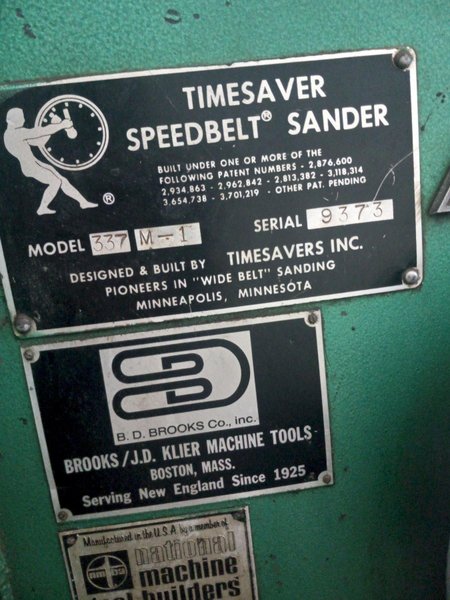 TIMESAVER
SPEEDBELT® SANDER
BUILT UNDER ONE OR MORE OF THE
FOLLOWING PATENT NUMBERS - 2,876,600
2,934,863 - 2,962,842 - 2,813,382 - 3,118,314
3,654,738 - 3,701,219 - OTHER PAT. PENDING
®
MODEL 337 M-1 SERIAL 9373
DESIGNED & BUILT BY TIMESAVERS INC.
PIONEERS IN "WIDE BELT" SANDING
MINNEAPOLIS, MINNESOTA
B. D. BROOKS Co., inc.
BROOKS/J.D. KLIER MACHINE TOOLS
BOSTON, MASS.
Serving New England Since 1925
Manufactured in the U.S.A. by a member of
national
machine
tool builders